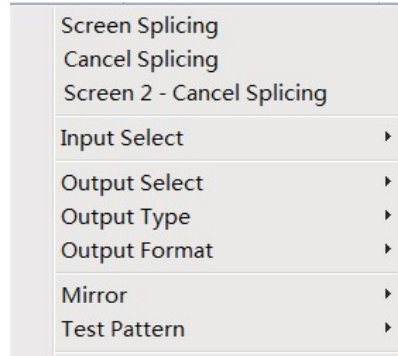 Screen Splicing
Cancel Splicing
Screen 2 - Cancel Splicing
Input Select
Output Select
Output Type
Output Format
Mirror
Test Pattern